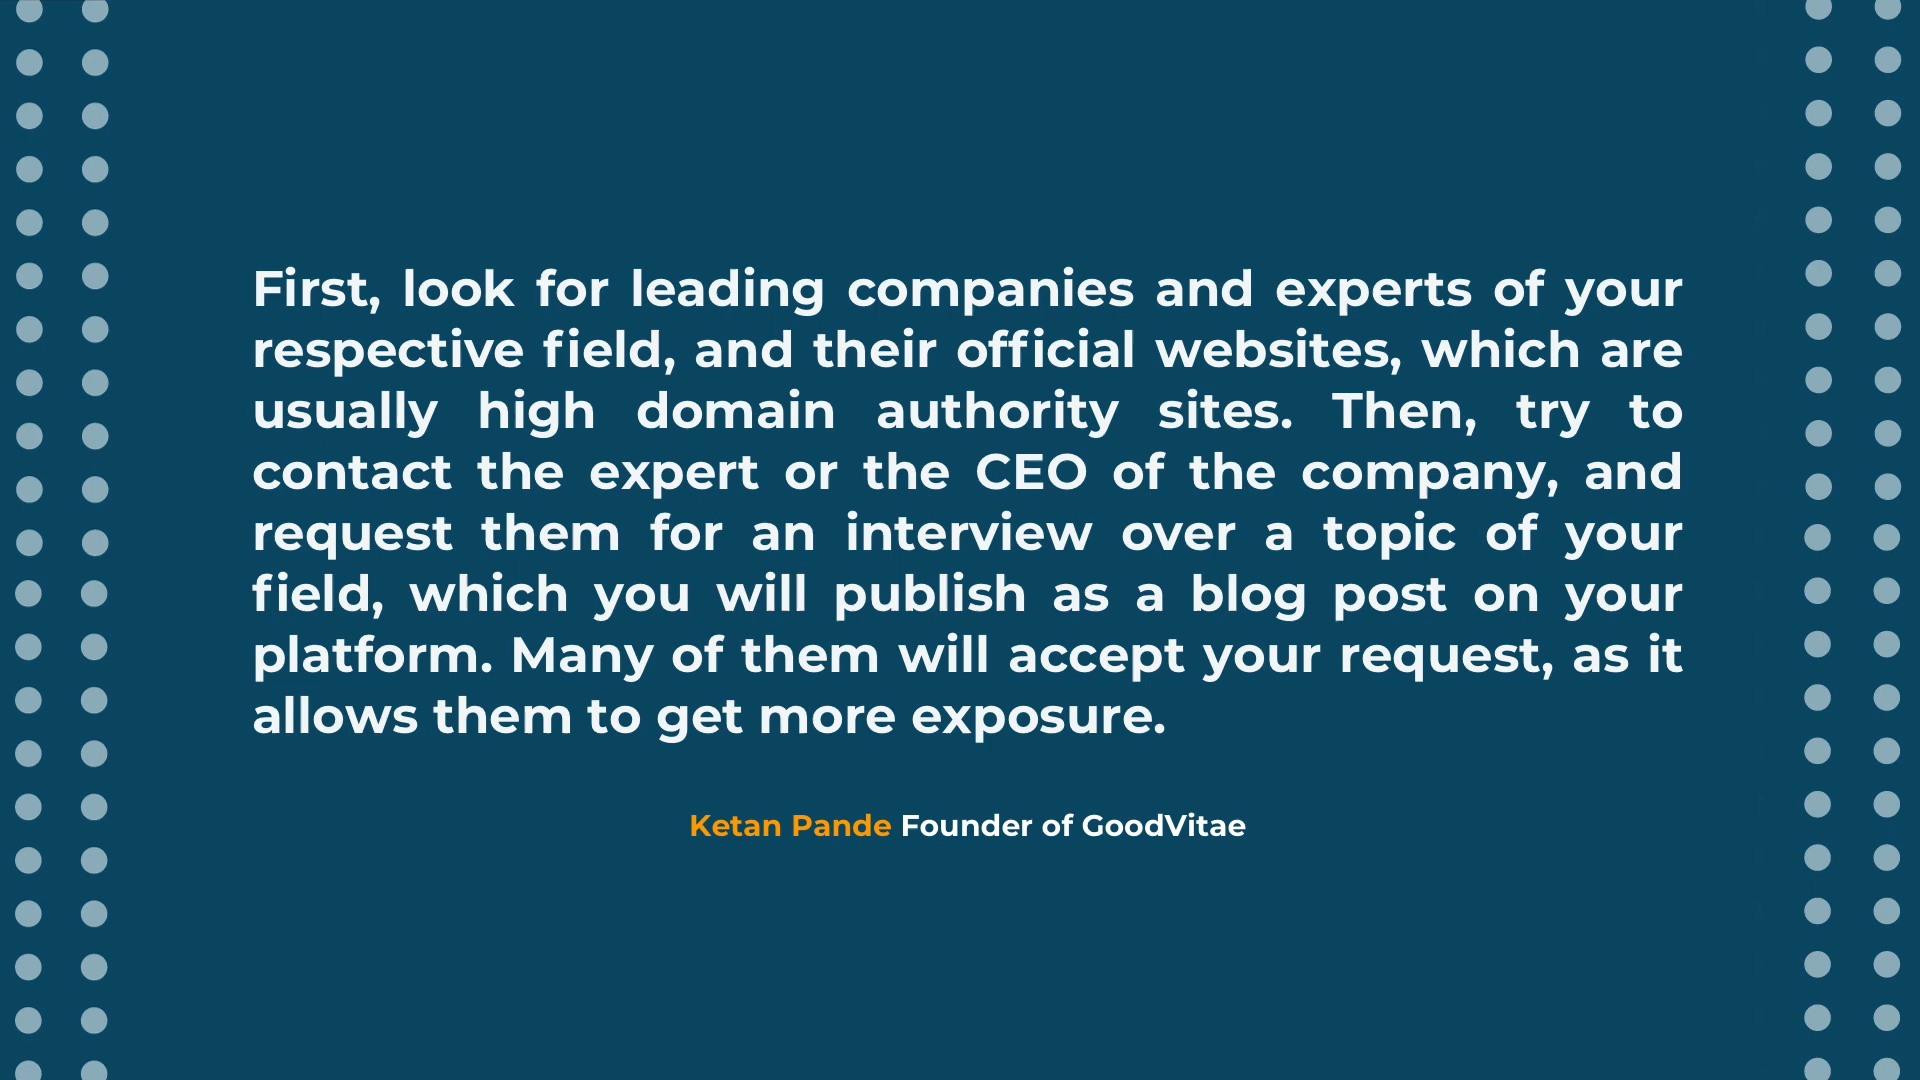 First, look for leading companies and experts of your
respective field, and their official websites, which are
usually high domain authority sites. Then, try to
contact the expert or the CEO of the company, and
request them for an interview over a topic of your
field, which you will publish as a blog post on your
platform. Many of them will accept your request, as it
allows them to get more exposure.
Ketan Pande Founder of GoodVitae